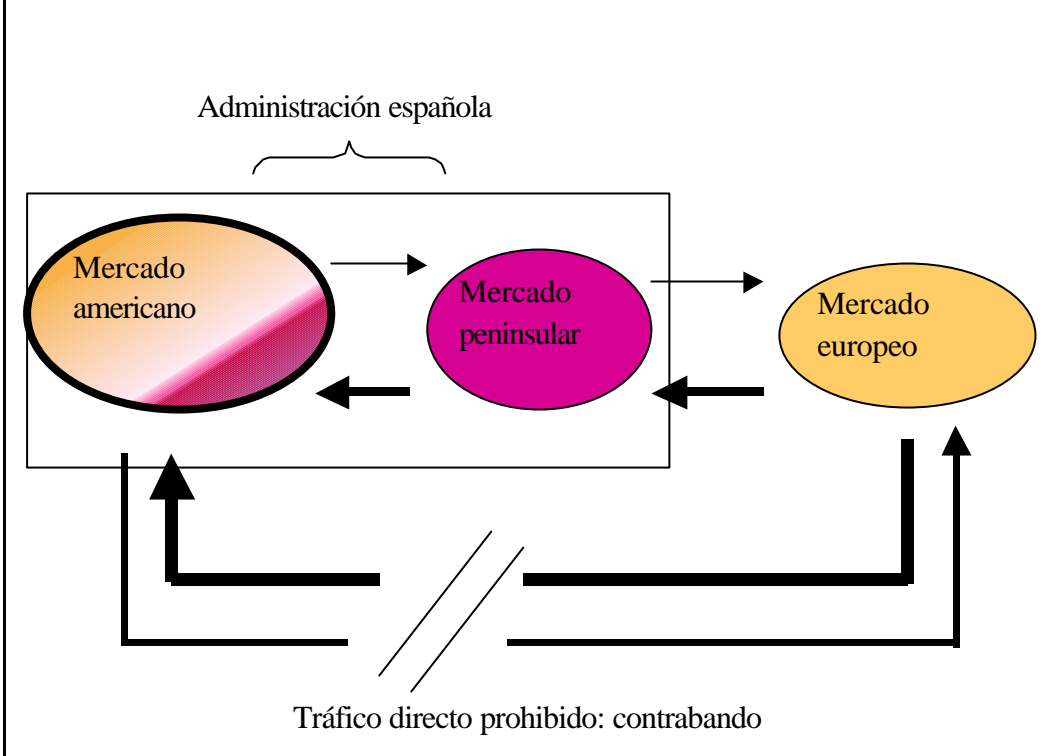 Administración española
Mercado
americano
Mercado
peninsular
Mercado
europeo
Tráfico directo prohibido: contrabando